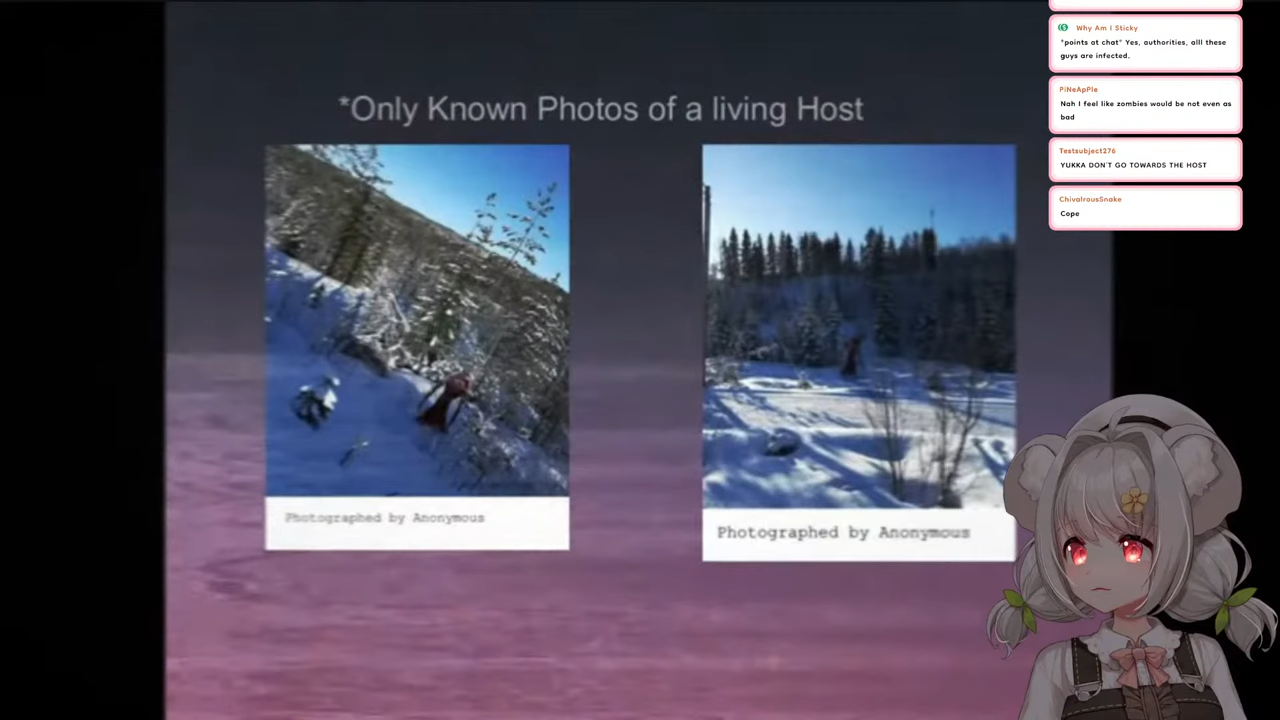 *Only Known Photos of a living Host
Photographed by Anonymous
Photographed by Anonymous
Why Am I Sticky
*points at chat* Yes, authorities, alll these
guys are infected.
PiNeApPle
Nah I feel like zombies would be not even as
bad
Testsubject276
YUKKA DON'T GO TOWARDS THE HOST
ChivalrousSnake
Cope